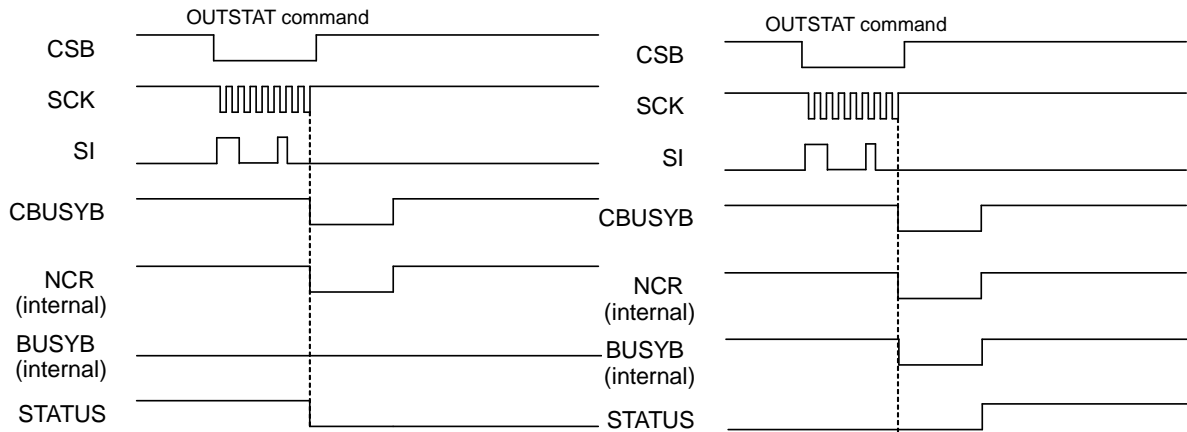 OUTSTAT command
CSB
SCK
SI
CBUSYB
NCR
(internal)
BUSYB
(internal)
STATUS
OUTSTAT command
CSB
SCK
SI
CBUSYB
NCR
(internal)
BUSYB
(internal)
STATUS